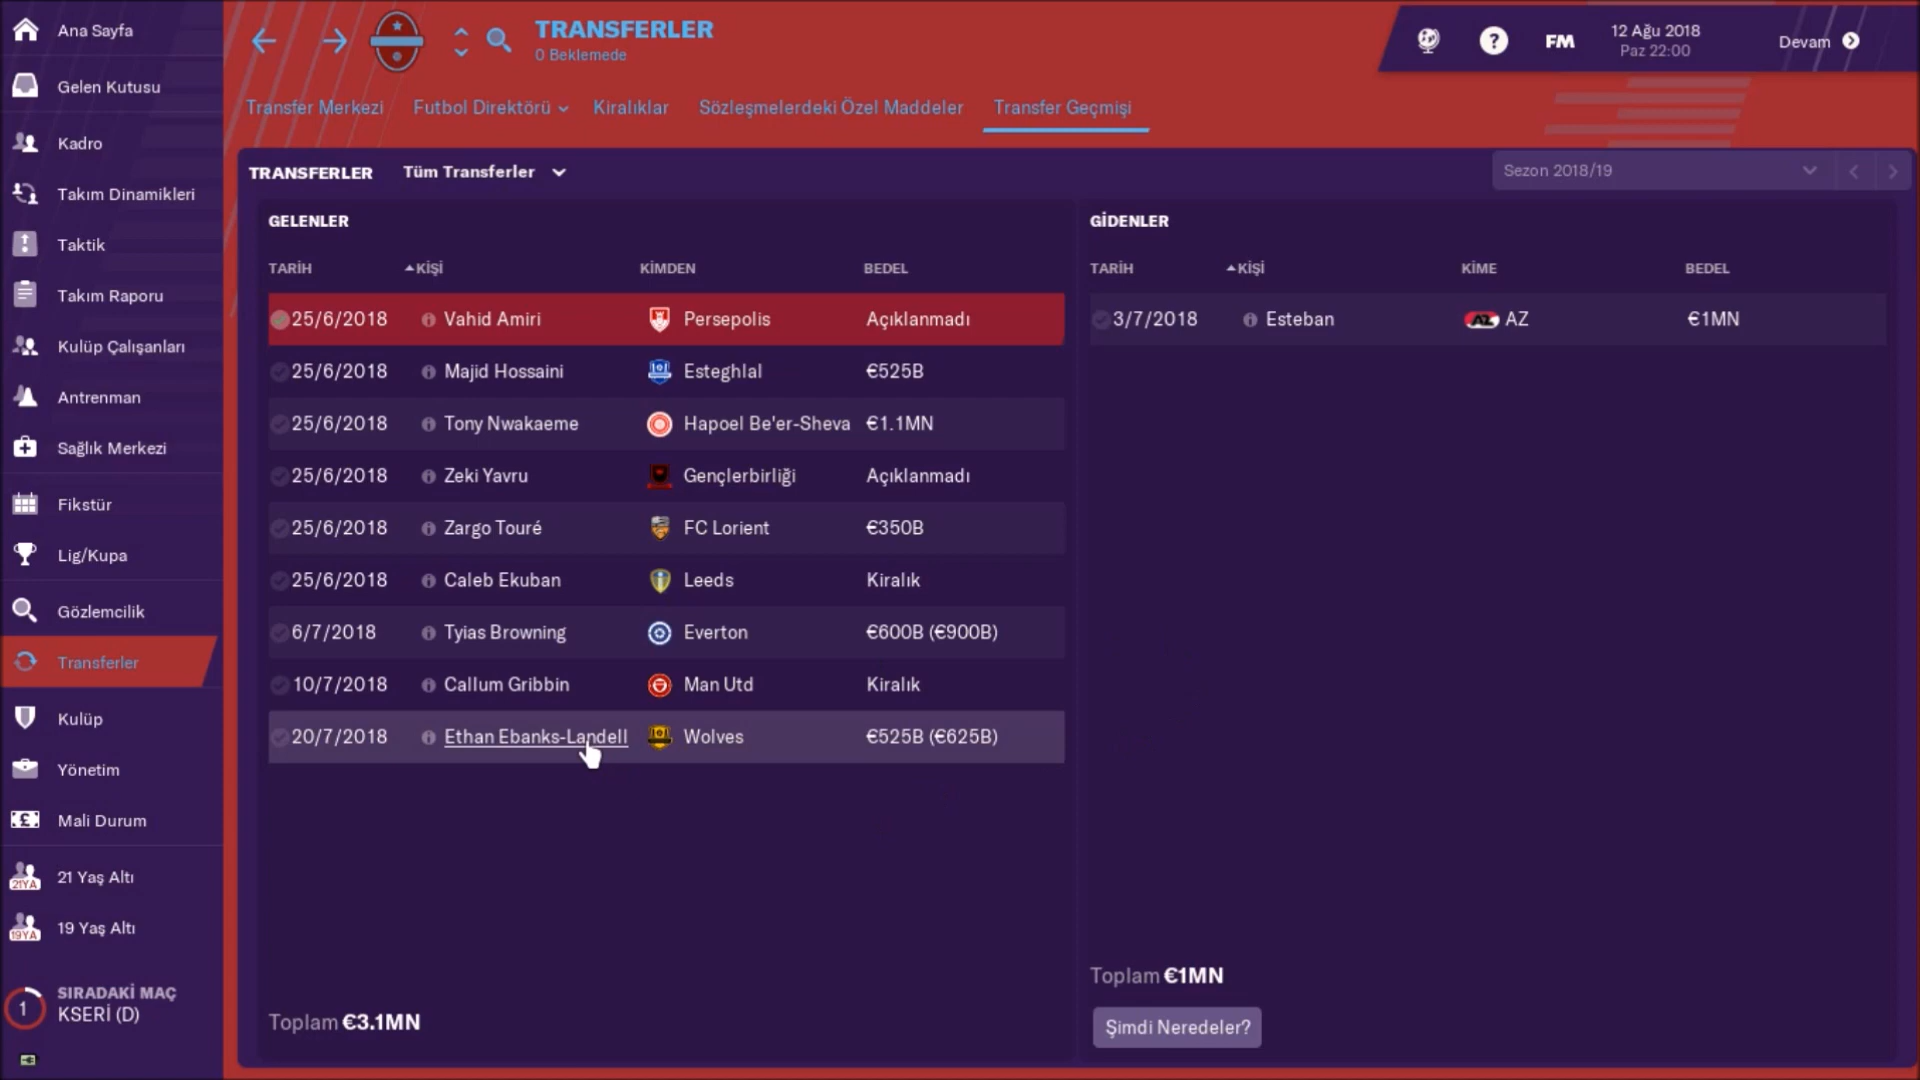 Ana Sayfa
Gelen Kutusu
Kadro
Takım Dinamikleri
Taktik
Takım Raporu
Kulüp Çalışanları
Antrenman
Sağlık Merkezi
Fikstür
Lig/Kupa
Gözlemcilik
Transferler
Kulüp
Yönetim
Mali Durum
21YA 21 Yaş Altı
19YA 19 Yaş Altı
1 SIRADAKİ MAÇ
KSERİ (D)
TRANSFERLER
0 Beklemede
? FM 12 Ağu 2018 Devam
Paz 22:00
Transfer Merkezi Futbol Direktörü Kiralıklar Sözleşmelerdeki Özel Maddeler Transfer Geçmişi
TRANSFERLER Tüm Transferler Sezon 2018/19
GELENLER
TARİH KİŞİ KİMDEN BEDEL
25/6/2018 Vahid Amiri Persepolis Açıklanmadı
25/6/2018 Majid Hossaini Esteghlal €525B
25/6/2018 Tony Nwakaeme Hapoel Be'er-Sheva €1.1MN
25/6/2018 Zeki Yavru Gençlerbirliği Açıklanmadı
25/6/2018 Zargo Touré FC Lorient €350B
25/6/2018 Caleb Ekuban Leeds Kiralık
6/7/2018 Tyias Browning Everton €600B (€900B)
10/7/2018 Callum Gribbin Man Utd Kiralık
20/7/2018 Ethan Ebanks-Landell Wolves €525B (€625B)
Toplam €3.1MN
GİDENLER
TARİH KİŞİ KİME BEDEL
3/7/2018 Esteban AZ AZ €1MN
Toplam €1MN
Şimdi Neredeler?